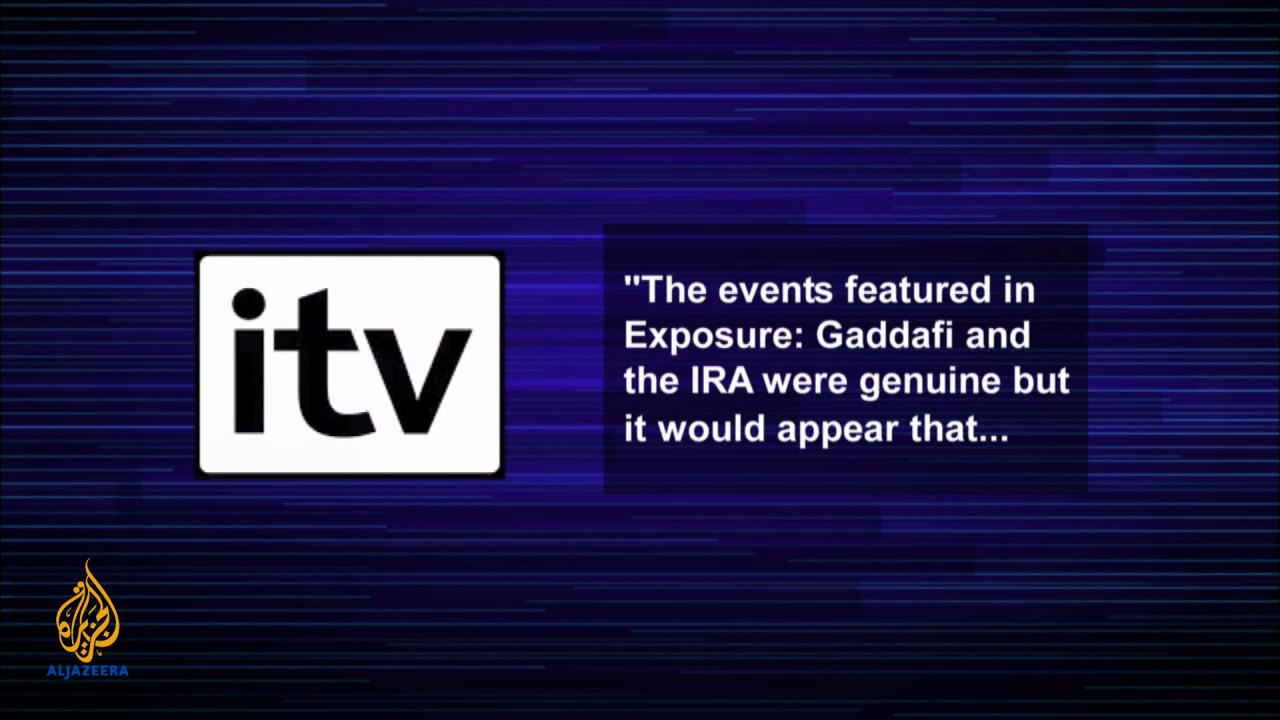 itv
"The events featured in
Exposure: Gaddafi and
the IRA were genuine but
it would appear that...
الجزيرة
ALJAZEERA